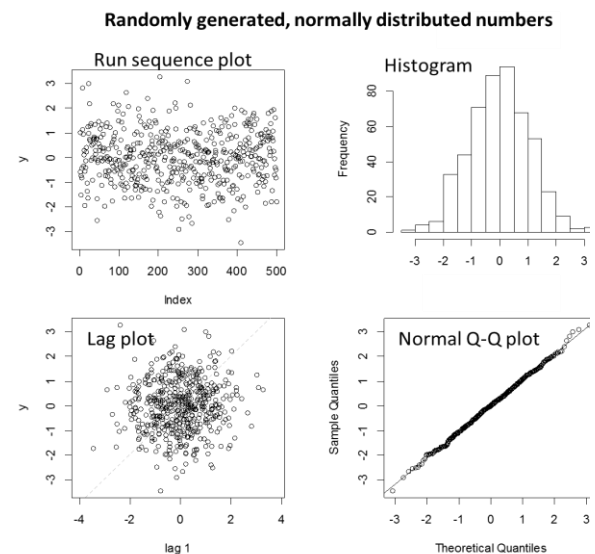 Randomly generated, normally distributed numbers
Run sequence plot
y
3
2
1
0
-1
-2
-3
0 100 200 300 400 500
Index
Histogram
Frequency
80
60
40
20
0
-3 -2 -1 0 1 2 3
Lag plot
y
3
2
1
0
-1
-2
-3
-4 -2 0 2 4
lag 1
Normal Q-Q plot
Sample Quantiles
3
2
1
0
-1
-2
-3
-3 -2 -1 0 1 2 3
Theoretical Quantiles